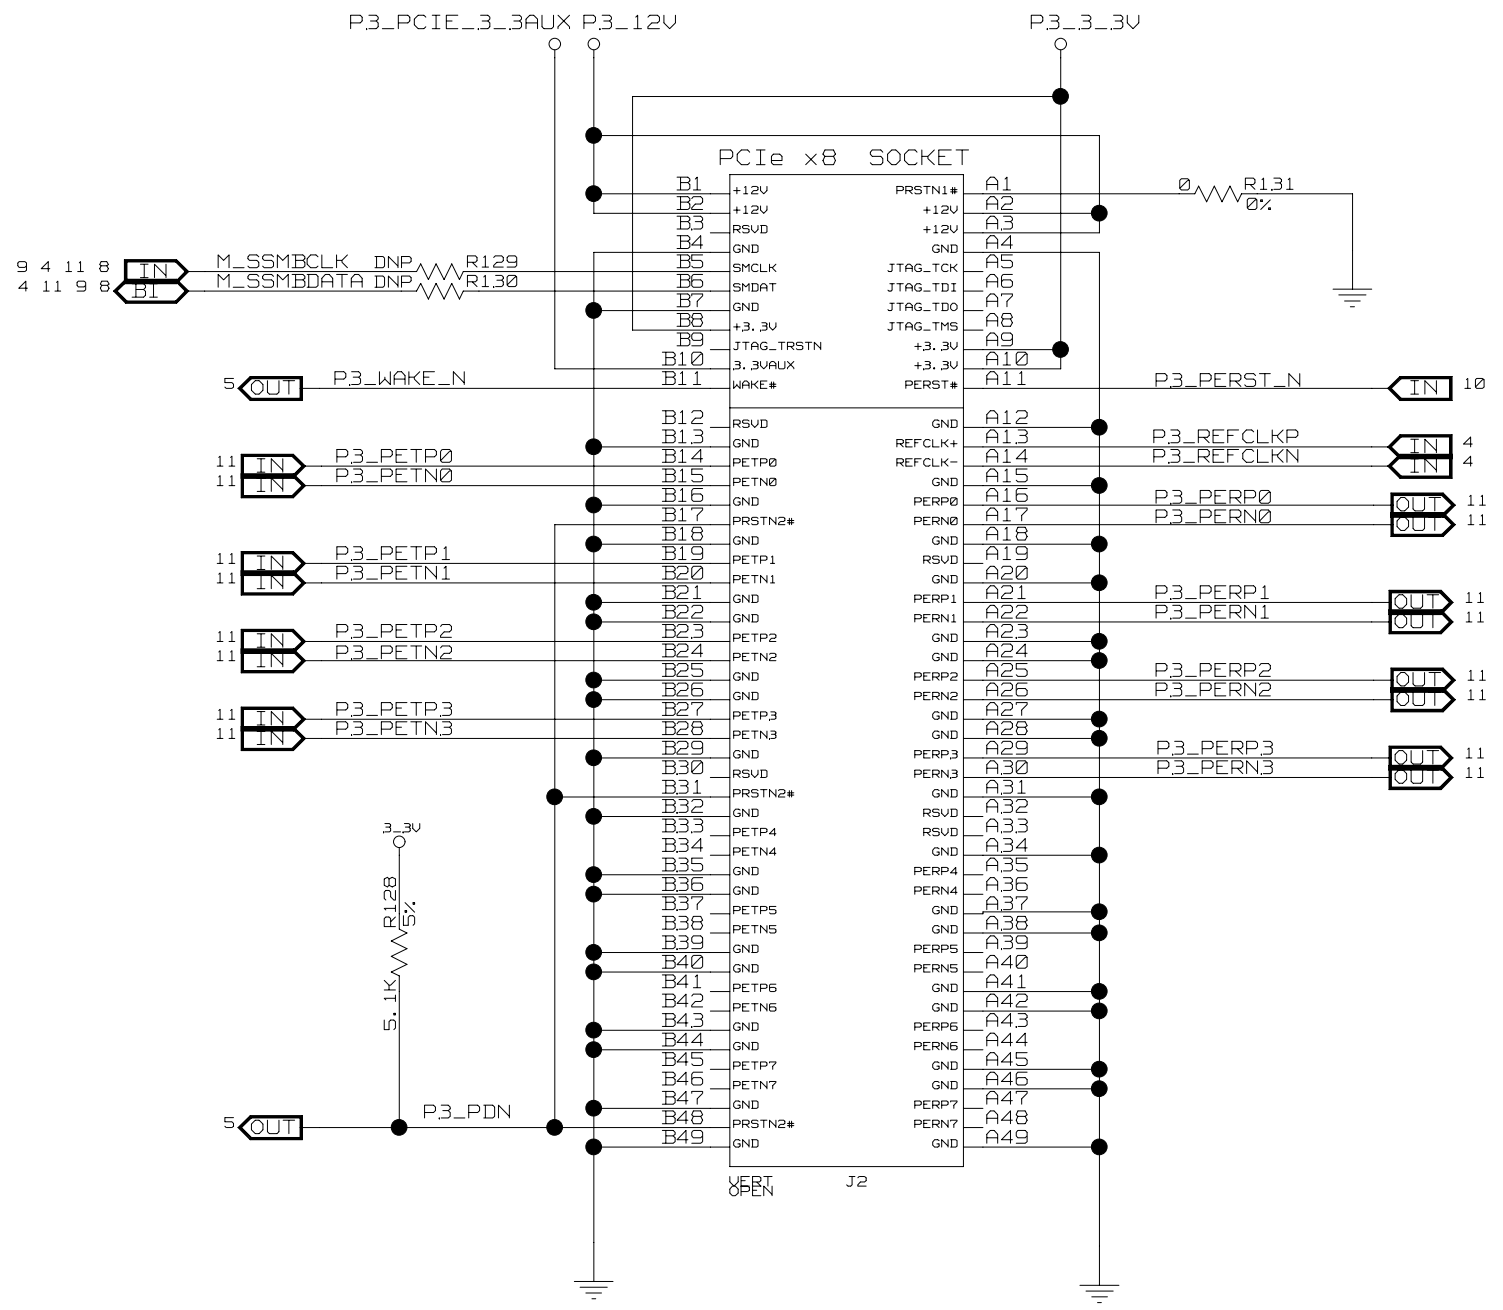 P3_PCIE_3_3AUX P3_12V P3_3_3V
PCIe x8 SOCKET
B1 +12V PRSTN1# A1 0 R131
0%
B2 +12V +12V A2
B3 RSVD +12V A3
B4 GND GND A4
9 4 11 8 IN M_SSMBCLK DNP R129 B5 SMCLK JTAG_TCK A5
4 11 9 8 BI M_SSMBDATA DNP R130 B6 SMDAT JTAG_TDI A6
B7 GND JTAG_TDO A7
B8 +3.3V JTAG_TMS A8
B9 JTAG_TRSTN +3.3V A9
B10 3.3VAUX +3.3V A10
5 OUT P3_WAKE_N B11 WAKE# PERST# A11 P3_PERST_N IN 10
B12 RSVD GND A12
B13 GND REFCLK+ A13 P3_REFCLKP IN 4
11 IN P3_PETP0 B14 PETP0 REFCLK- A14 P3_REFCLKN IN 4
11 IN P3_PETN0 B15 PETN0 GND A15
B16 GND PERP0 A16 P3_PERP0 OUT 11
B17 PRSTN2# PERN0 A17 P3_PERN0 OUT 11
B18 GND GND A18
11 IN P3_PETP1 B19 PETP1 RSVD A19
11 IN P3_PETN1 B20 PETN1 GND A20
B21 GND PERP1 A21 P3_PERP1 OUT 11
B22 GND PERN1 A22 P3_PERN1 OUT 11
11 IN P3_PETP2 B23 PETP2 GND A23
11 IN P3_PETN2 B24 PETN2 GND A24
B25 GND PERP2 A25 P3_PERP2 OUT 11
B26 GND PERN2 A26 P3_PERN2 OUT 11
11 IN P3_PETP3 B27 PETP3 GND A27
11 IN P3_PETN3 B28 PETN3 GND A28
B29 GND PERP3 A29 P3_PERP3 OUT 11
B30 RSVD PERN3 A30 P3_PERN3 OUT 11
B31 PRSTN2# GND A31
B32 GND RSVD A32
3_3V B33 PETP4 RSVD A33
B34 PETN4 GND A34
B35 GND PERP4 A35
B36 GND PERN4 A36
B37 PETP5 GND A37
B38 PETN5 GND A38
B39 GND PERP5 A39
B40 GND PERN5 A40
B41 PETP6 GND A41
B42 PETN6 GND A42
B43 GND PERP6 A43
B44 GND PERN6 A44
B45 PETP7 GND A45
B46 PETN7 GND A46
B47 GND PERP7 A47
5 OUT P3_PDN B48 PRSTN2# PERN7 A48
B49 GND GND A49
5.1K R128
5%
VERT J2
OPEN